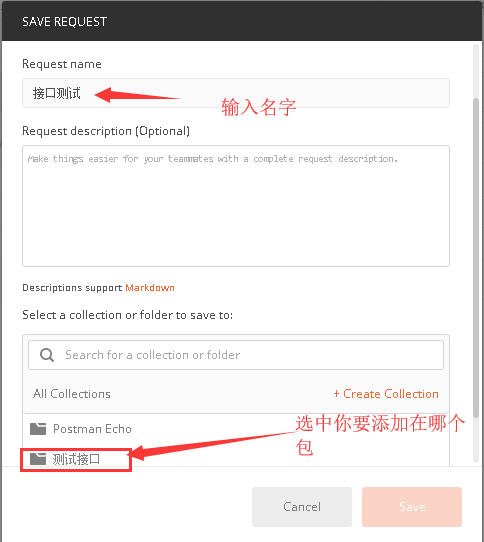 SAVE REQUEST
Request name
接口测试
输入名字
Request description (Optional)
Make things easier for your teammates with a complete request description.
Descriptions support Markdown
Select a collection or folder to save to:
Search for a collection or folder
All Collections
+ Create Collection
Postman Echo
选中你要添加在哪个
包
测试接口
Cancel
Save